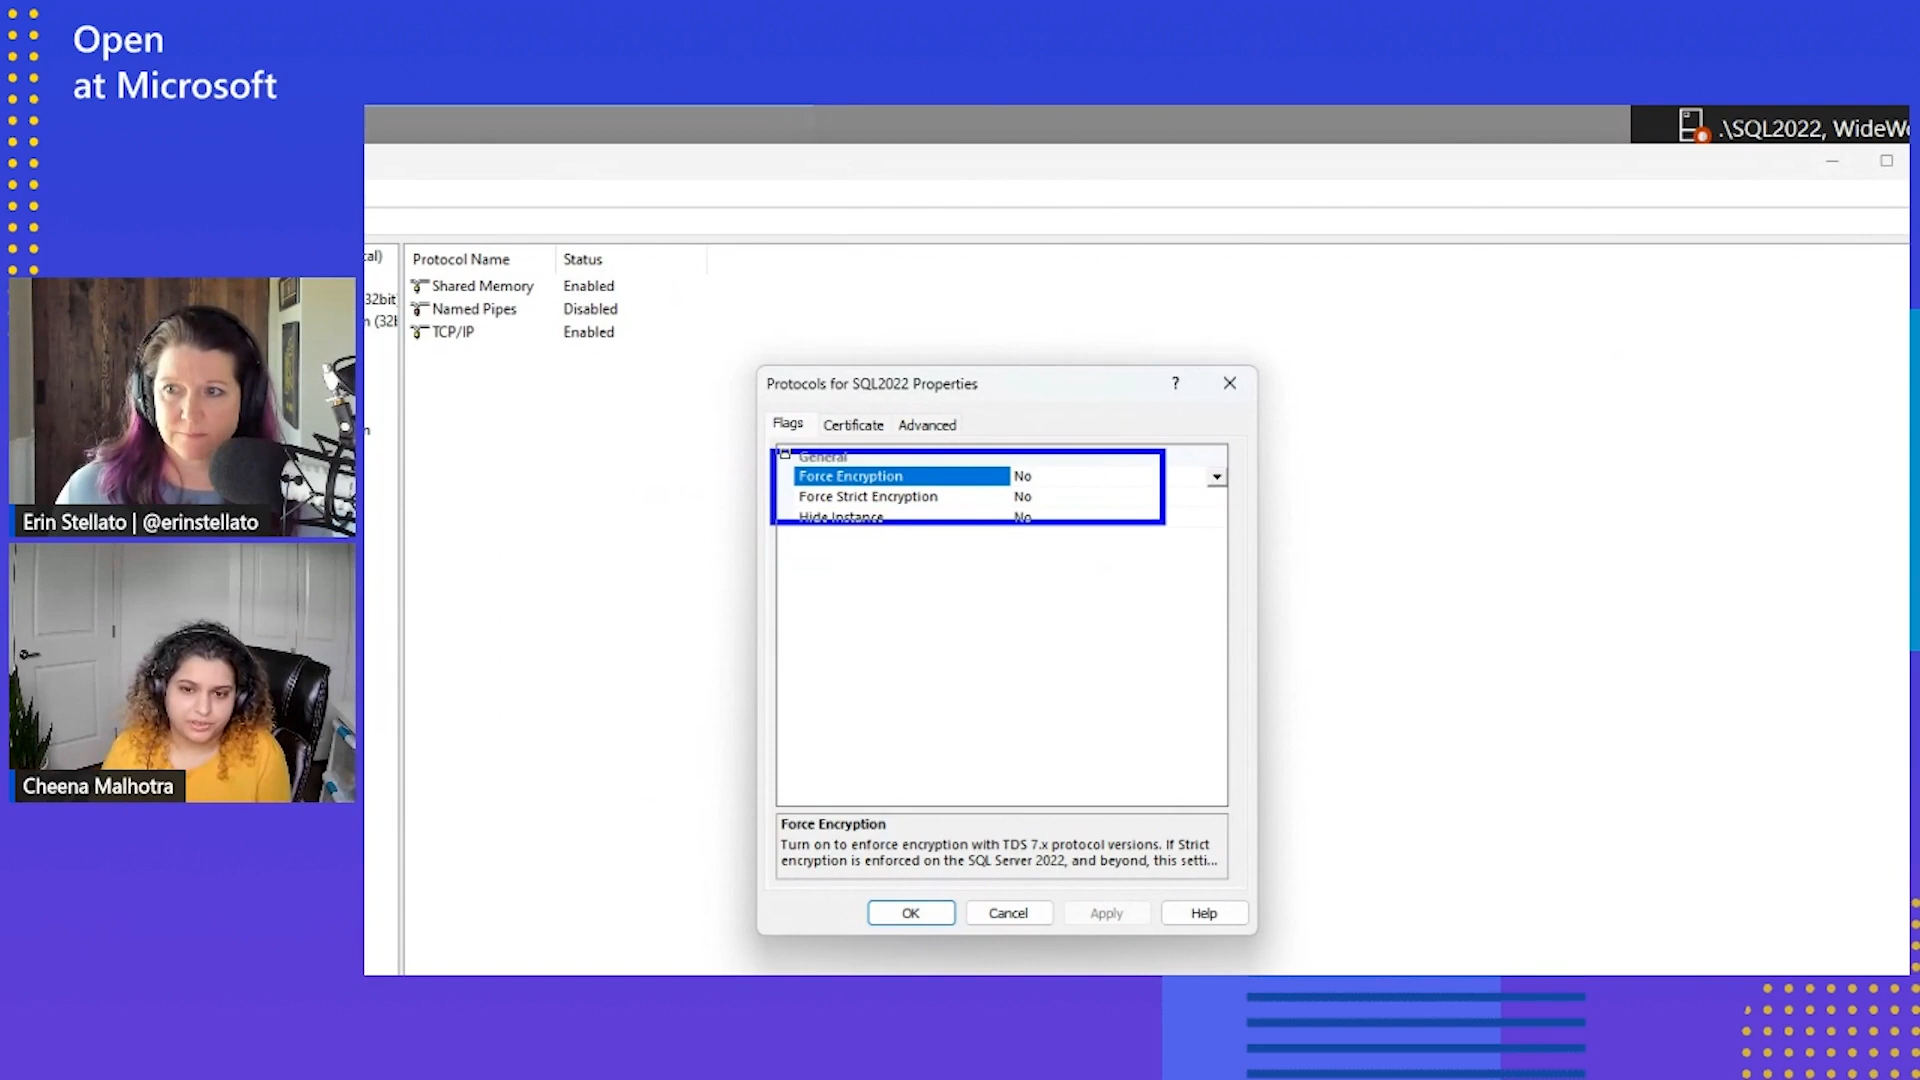 Open
at Microsoft
.\SQL2022, WideWo
cal)
32bit
n (32b
n
Protocol Name Status
Shared Memory Enabled
Named Pipes Disabled
TCP/IP Enabled
Protocols for SQL2022 Properties ?
Flags Certificate Advanced
General
Force Encryption No
Force Strict Encryption No
Hide Instance No
Force Encryption
Turn on to enforce encryption with TDS 7.x protocol versions. If Strict
encryption is enforced on the SQL Server 2022, and beyond, this setti...
OK Cancel Apply Help
Erin Stellato | @erinstellato
Cheena Malhotra